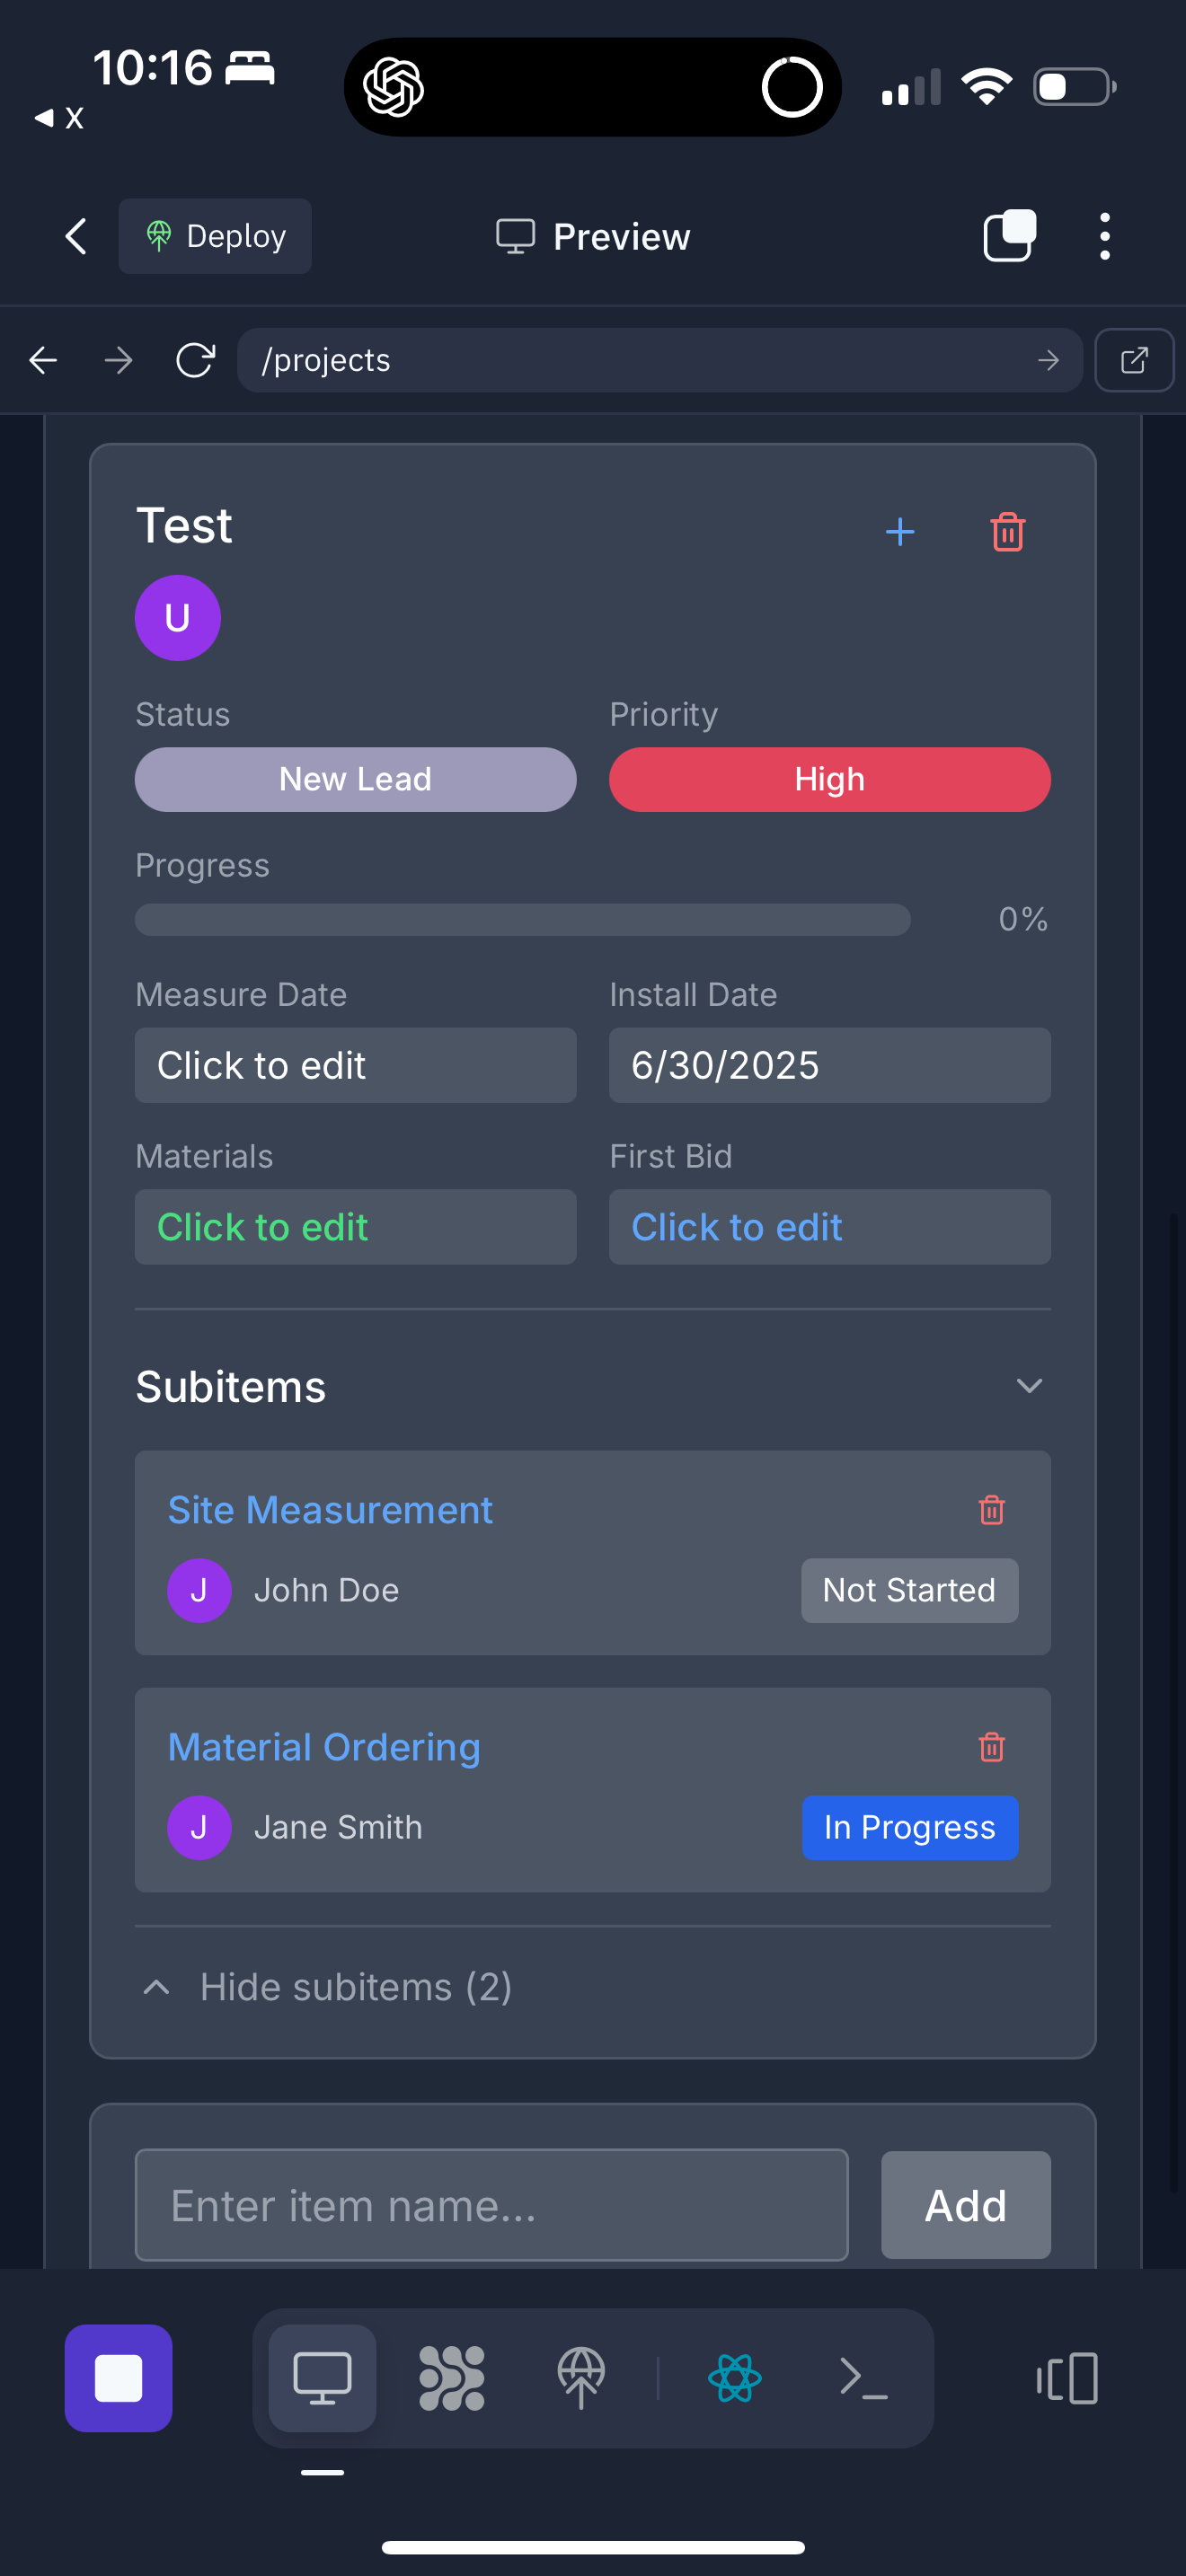 10:16
X
Deploy
Preview
/projects
Test
U
Status
Priority
New Lead
High
Progress
0%
Measure Date
Install Date
Click to edit
6/30/2025
Materials
First Bid
Click to edit
Click to edit
Subitems
Site Measurement
J
John Doe
Not Started
Material Ordering
J
Jane Smith
In Progress
Hide subitems (2)
Enter item name...
Add